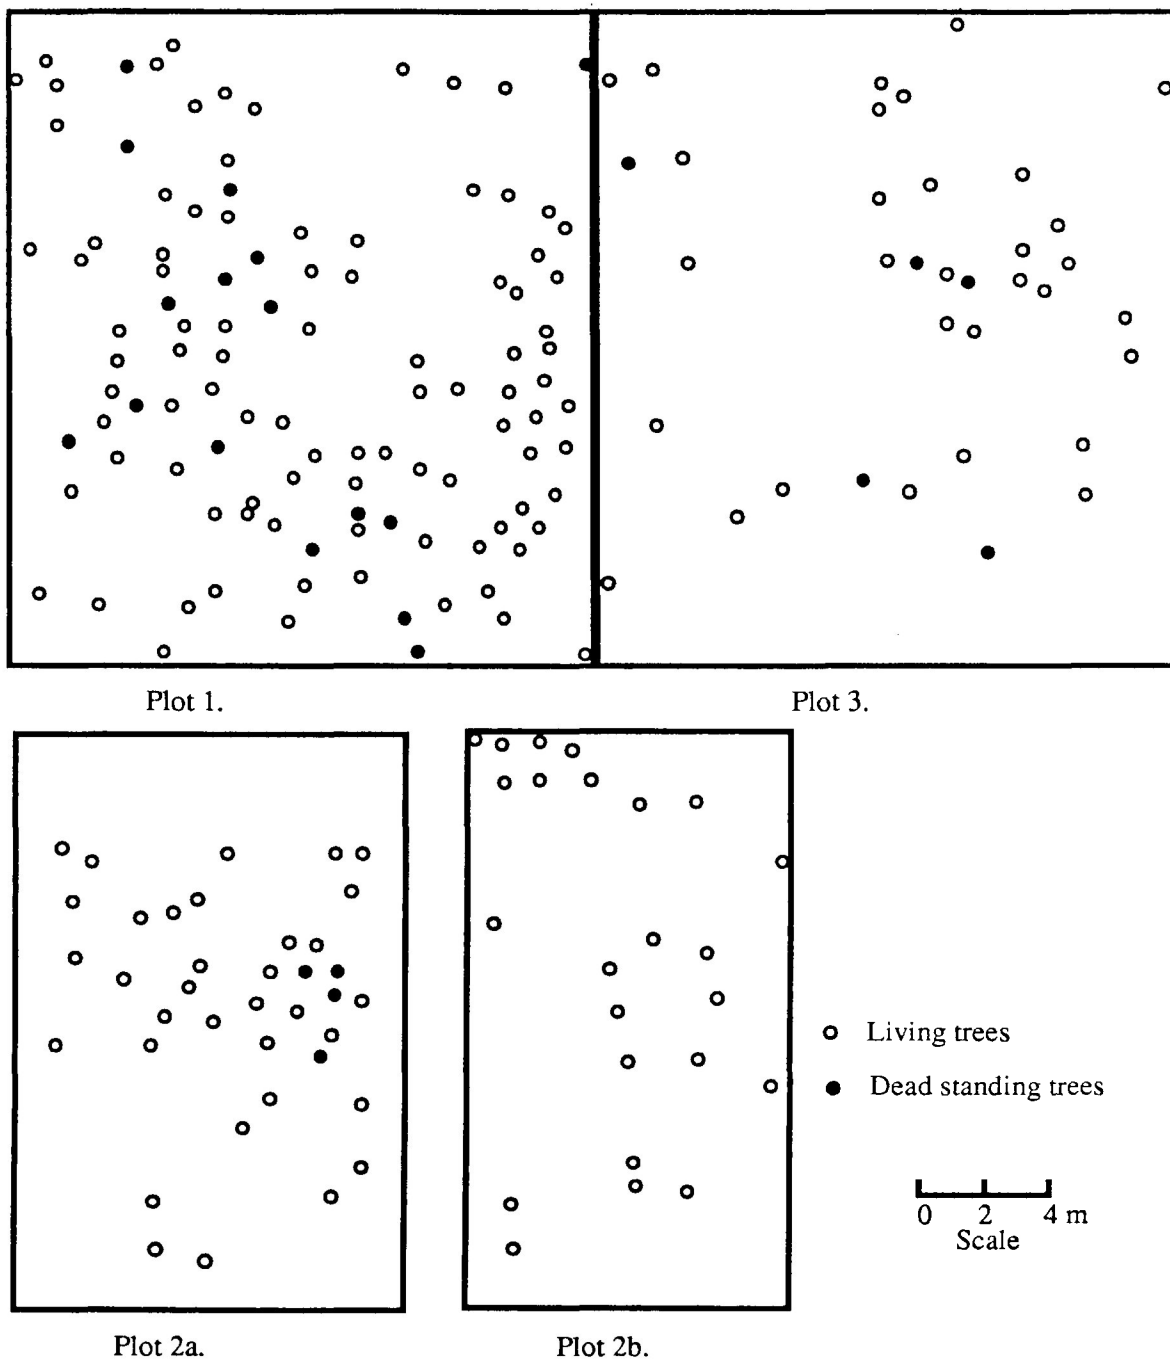 Plot 1.
Plot 3.
Living trees
Dead standing trees
0 2 4 m
Scale
Plot 2a.
Plot 2b.